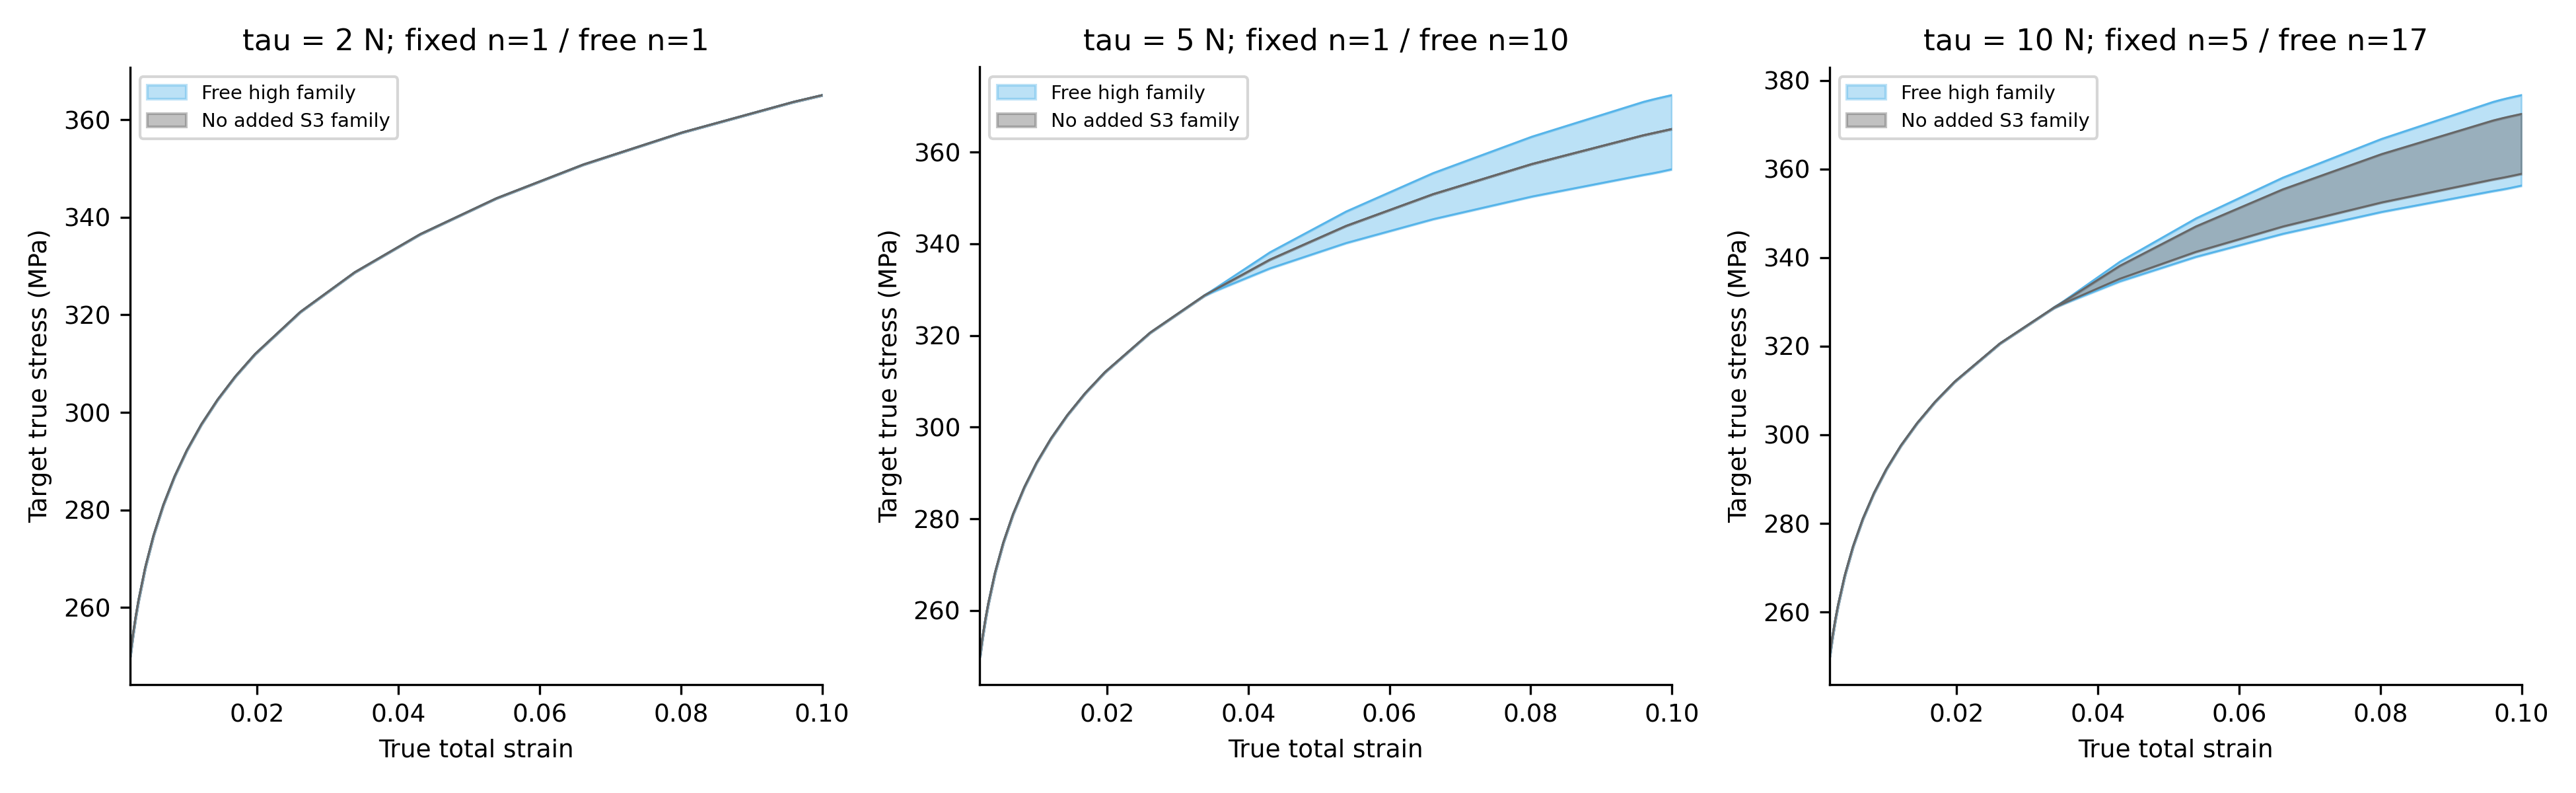 tau = 2 N; fixed n=1 / free n=1
Free high family
No added S3 family
360
340
320
300
280
260
Target true stress (MPa)
0.02 0.04 0.06 0.08 0.10
True total strain
tau = 5 N; fixed n=1 / free n=10
Free high family
No added S3 family
360
340
320
300
280
260
Target true stress (MPa)
0.02 0.04 0.06 0.08 0.10
True total strain
tau = 10 N; fixed n=5 / free n=17
Free high family
No added S3 family
380
360
340
320
300
280
260
Target true stress (MPa)
0.02 0.04 0.06 0.08 0.10
True total strain